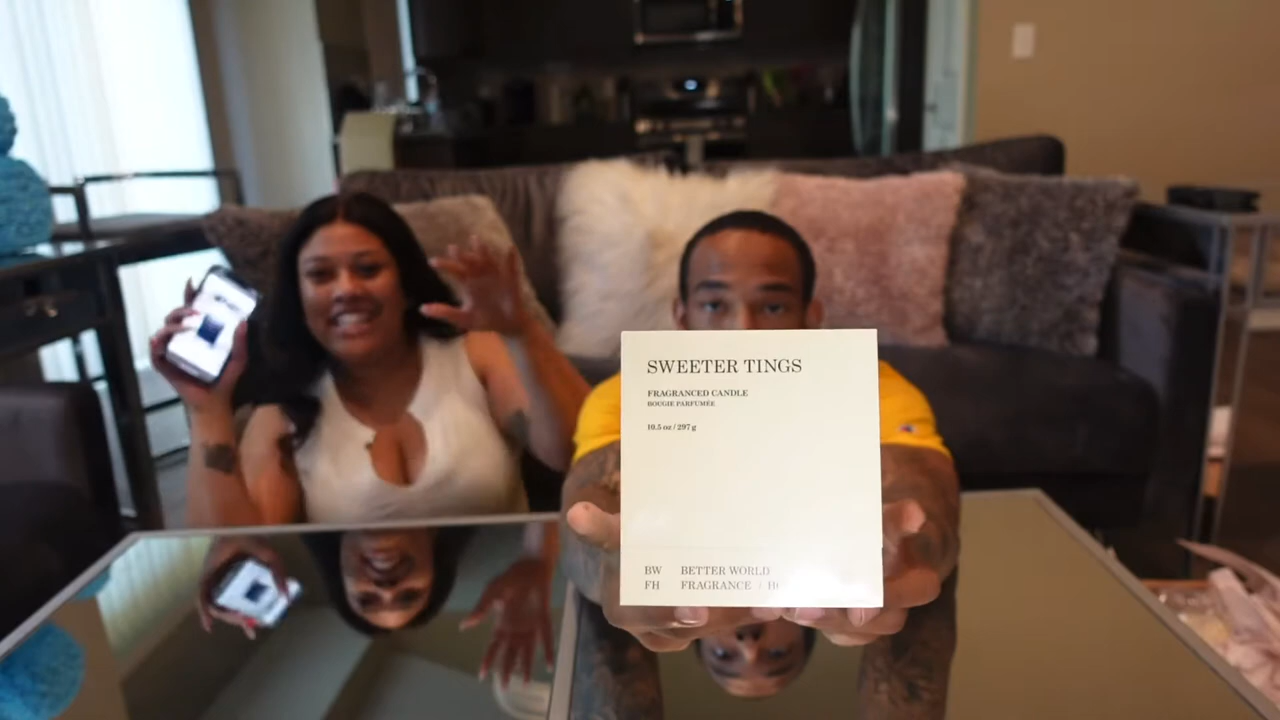 SWEETER TINGS
FRAGRANCED CANDLE
BOUGIE PARFUMÉE
10.5 oz / 297 g
BW BETTER WORLD
FH FRAGRANCE / H